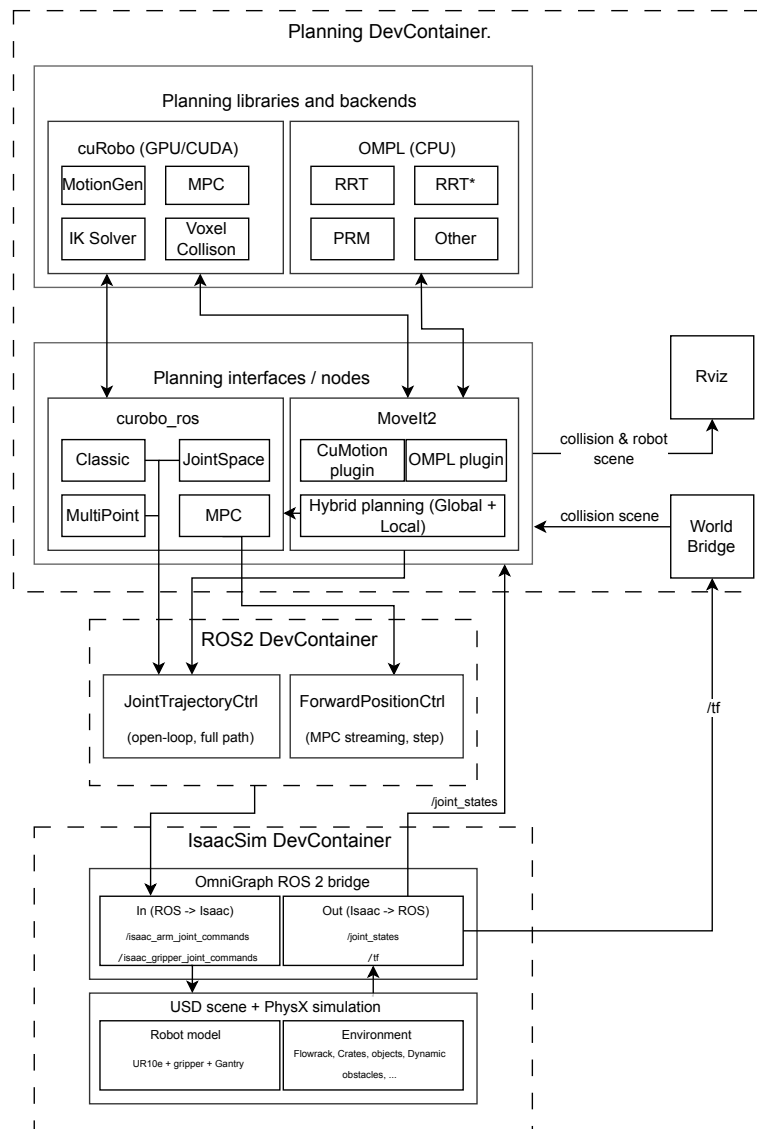 Planning DevContainer.
Planning libraries and backends
cuRobo (GPU/CUDA)
MotionGen
MPC
IK Solver
Voxel
Collison
OMPL (CPU)
RRT
RRT*
PRM
Other
Planning interfaces / nodes
curobo_ros
Classic
JointSpace
MultiPoint
MPC
MoveIt2
CuMotion
plugin
OMPL plugin
Hybrid planning (Global +
Local)
Rviz
collision & robot
scene
collision scene
World
Bridge
ROS2 DevContainer
JointTrajectoryCtrl
(open-loop, full path)
ForwardPositionCtrl
(MPC streaming, step)
/tf
/joint_states
IsaacSim DevContainer
OmniGraph ROS 2 bridge
In (ROS -> Isaac)
/isaac_arm_joint_commands
/isaac_gripper_joint_commands
Out (Isaac -> ROS)
/joint_states
/tf
USD scene + PhysX simulation
Robot model
UR10e + gripper + Gantry
Environment
Flowrack, Crates, objects, Dynamic
obstacles, ...